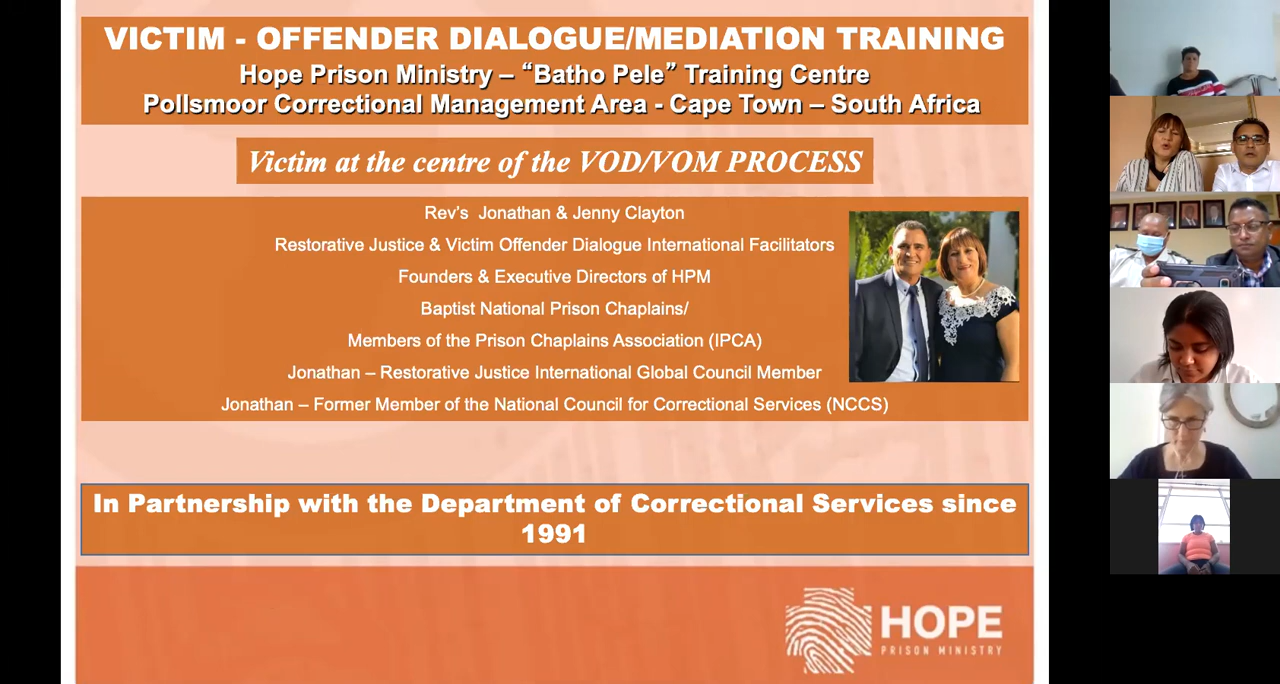 VICTIM - OFFENDER DIALOGUE/MEDIATION TRAINING
Hope Prison Ministry – “Batho Pele” Training Centre
Pollsmoor Correctional Management Area - Cape Town – South Africa
Victim at the centre of the VOD/VOM PROCESS
Rev's Jonathan & Jenny Clayton
Restorative Justice & Victim Offender Dialogue International Facilitators
Founders & Executive Directors of HPM
Baptist National Prison Chaplains/
Members of the Prison Chaplains Association (IPCA)
Jonathan – Restorative Justice International Global Council Member
Jonathan – Former Member of the National Council for Correctional Services (NCCS)
In Partnership with the Department of Correctional Services since
1991
HOPE
PRISON MINISTRY